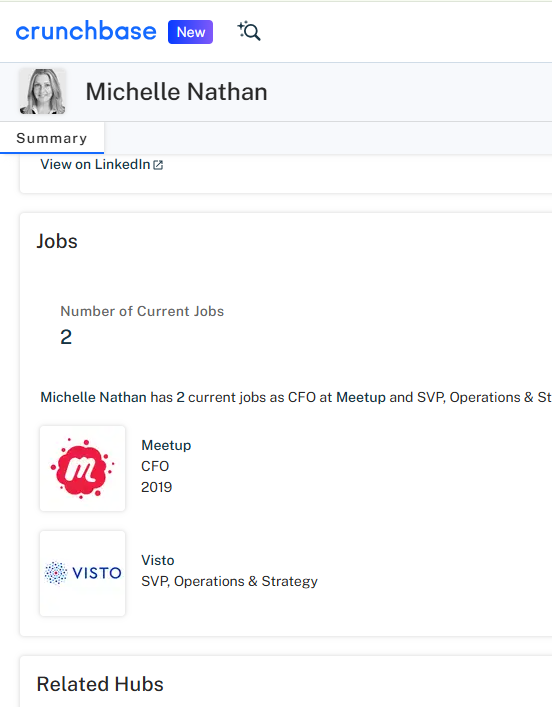 crunchbase New
Michelle Nathan
Summary
View on LinkedIn
Jobs
Number of Current Jobs
2
Michelle Nathan has 2 current jobs as CFO at Meetup and SVP, Operations & St
m
Meetup
CFO
2019
VISTO
Visto
SVP, Operations & Strategy
Related Hubs